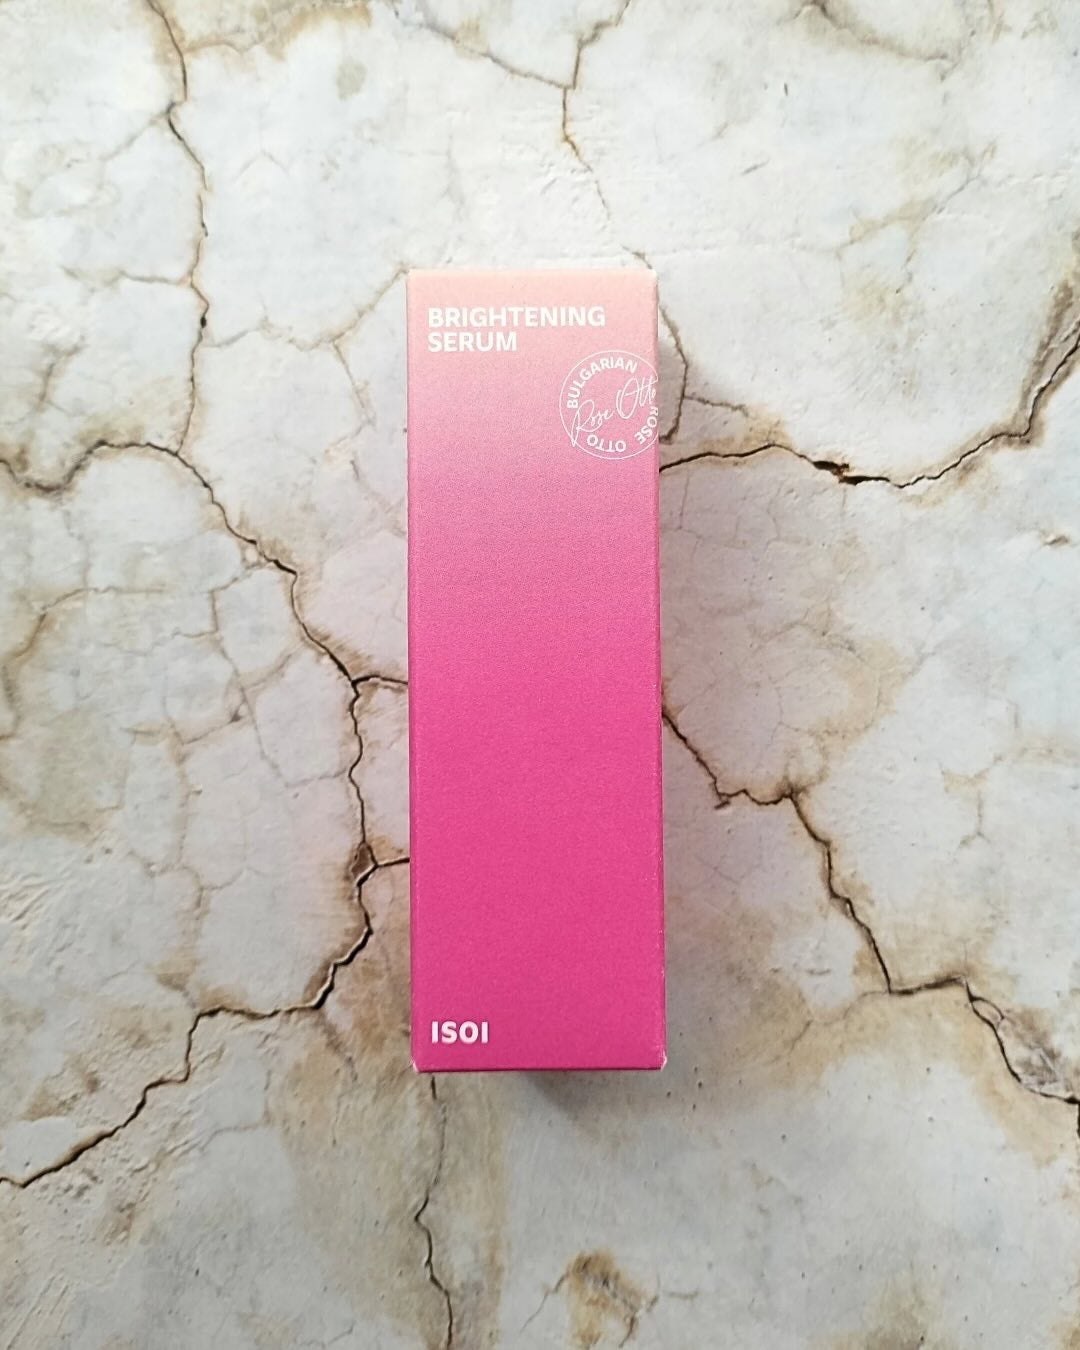 BRIGHTENING
SERUM
BULGARIAN ROSE OTTO
Rose Otto
ISOI